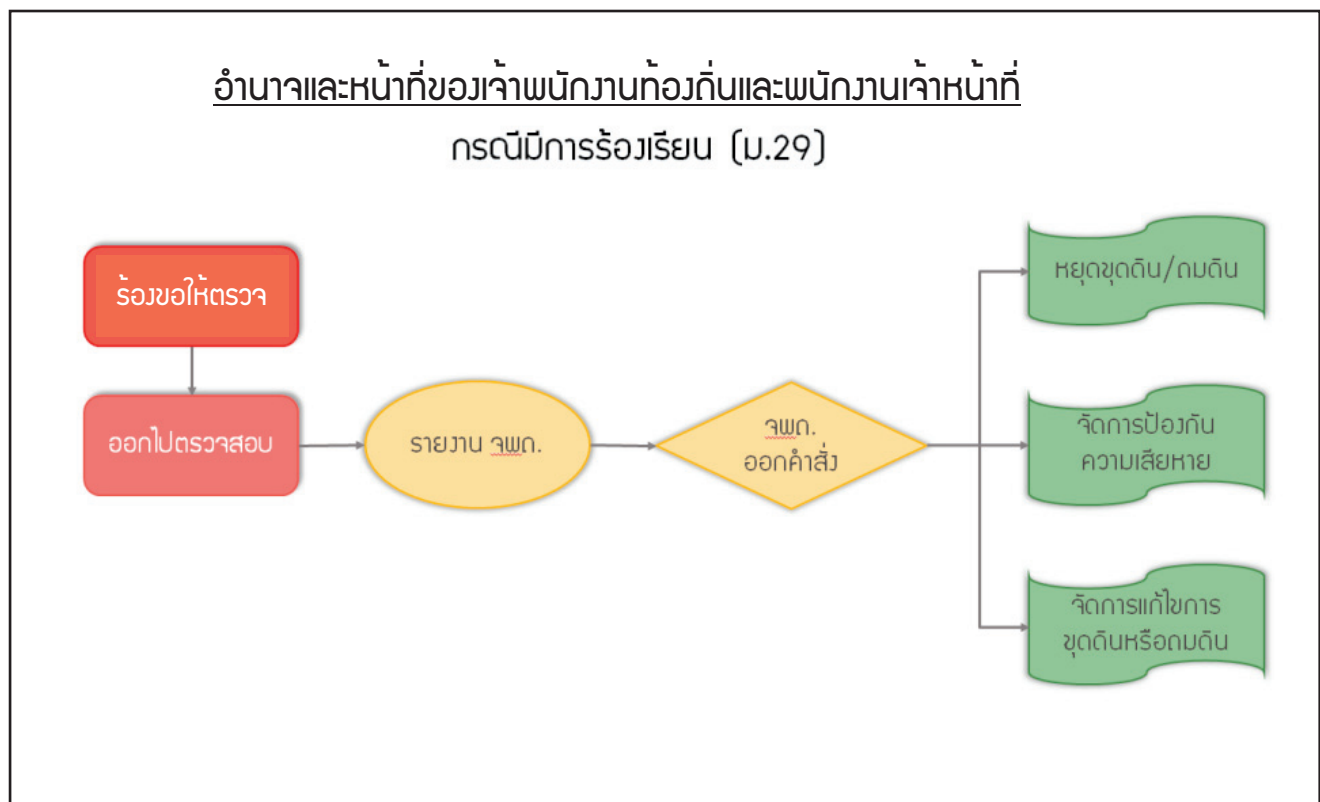 อำนาจและหน้าที่ของเจ้าพนักงานท้องถิ่นและพนักงานเจ้าหน้าที่
กรณีมีการร้องเรียน (ม.29)
ร้องขอให้ตรวจ
ออกไปตรวจสอบ
รายงาน จพถ.
จพถ.
ออกคำสั่ง
หยุดขุดดิน/ถมดิน
จัดการป้องกัน
ความเสียหาย
จัดการแก้ไขการ
ขุดดินหรือถมดิน